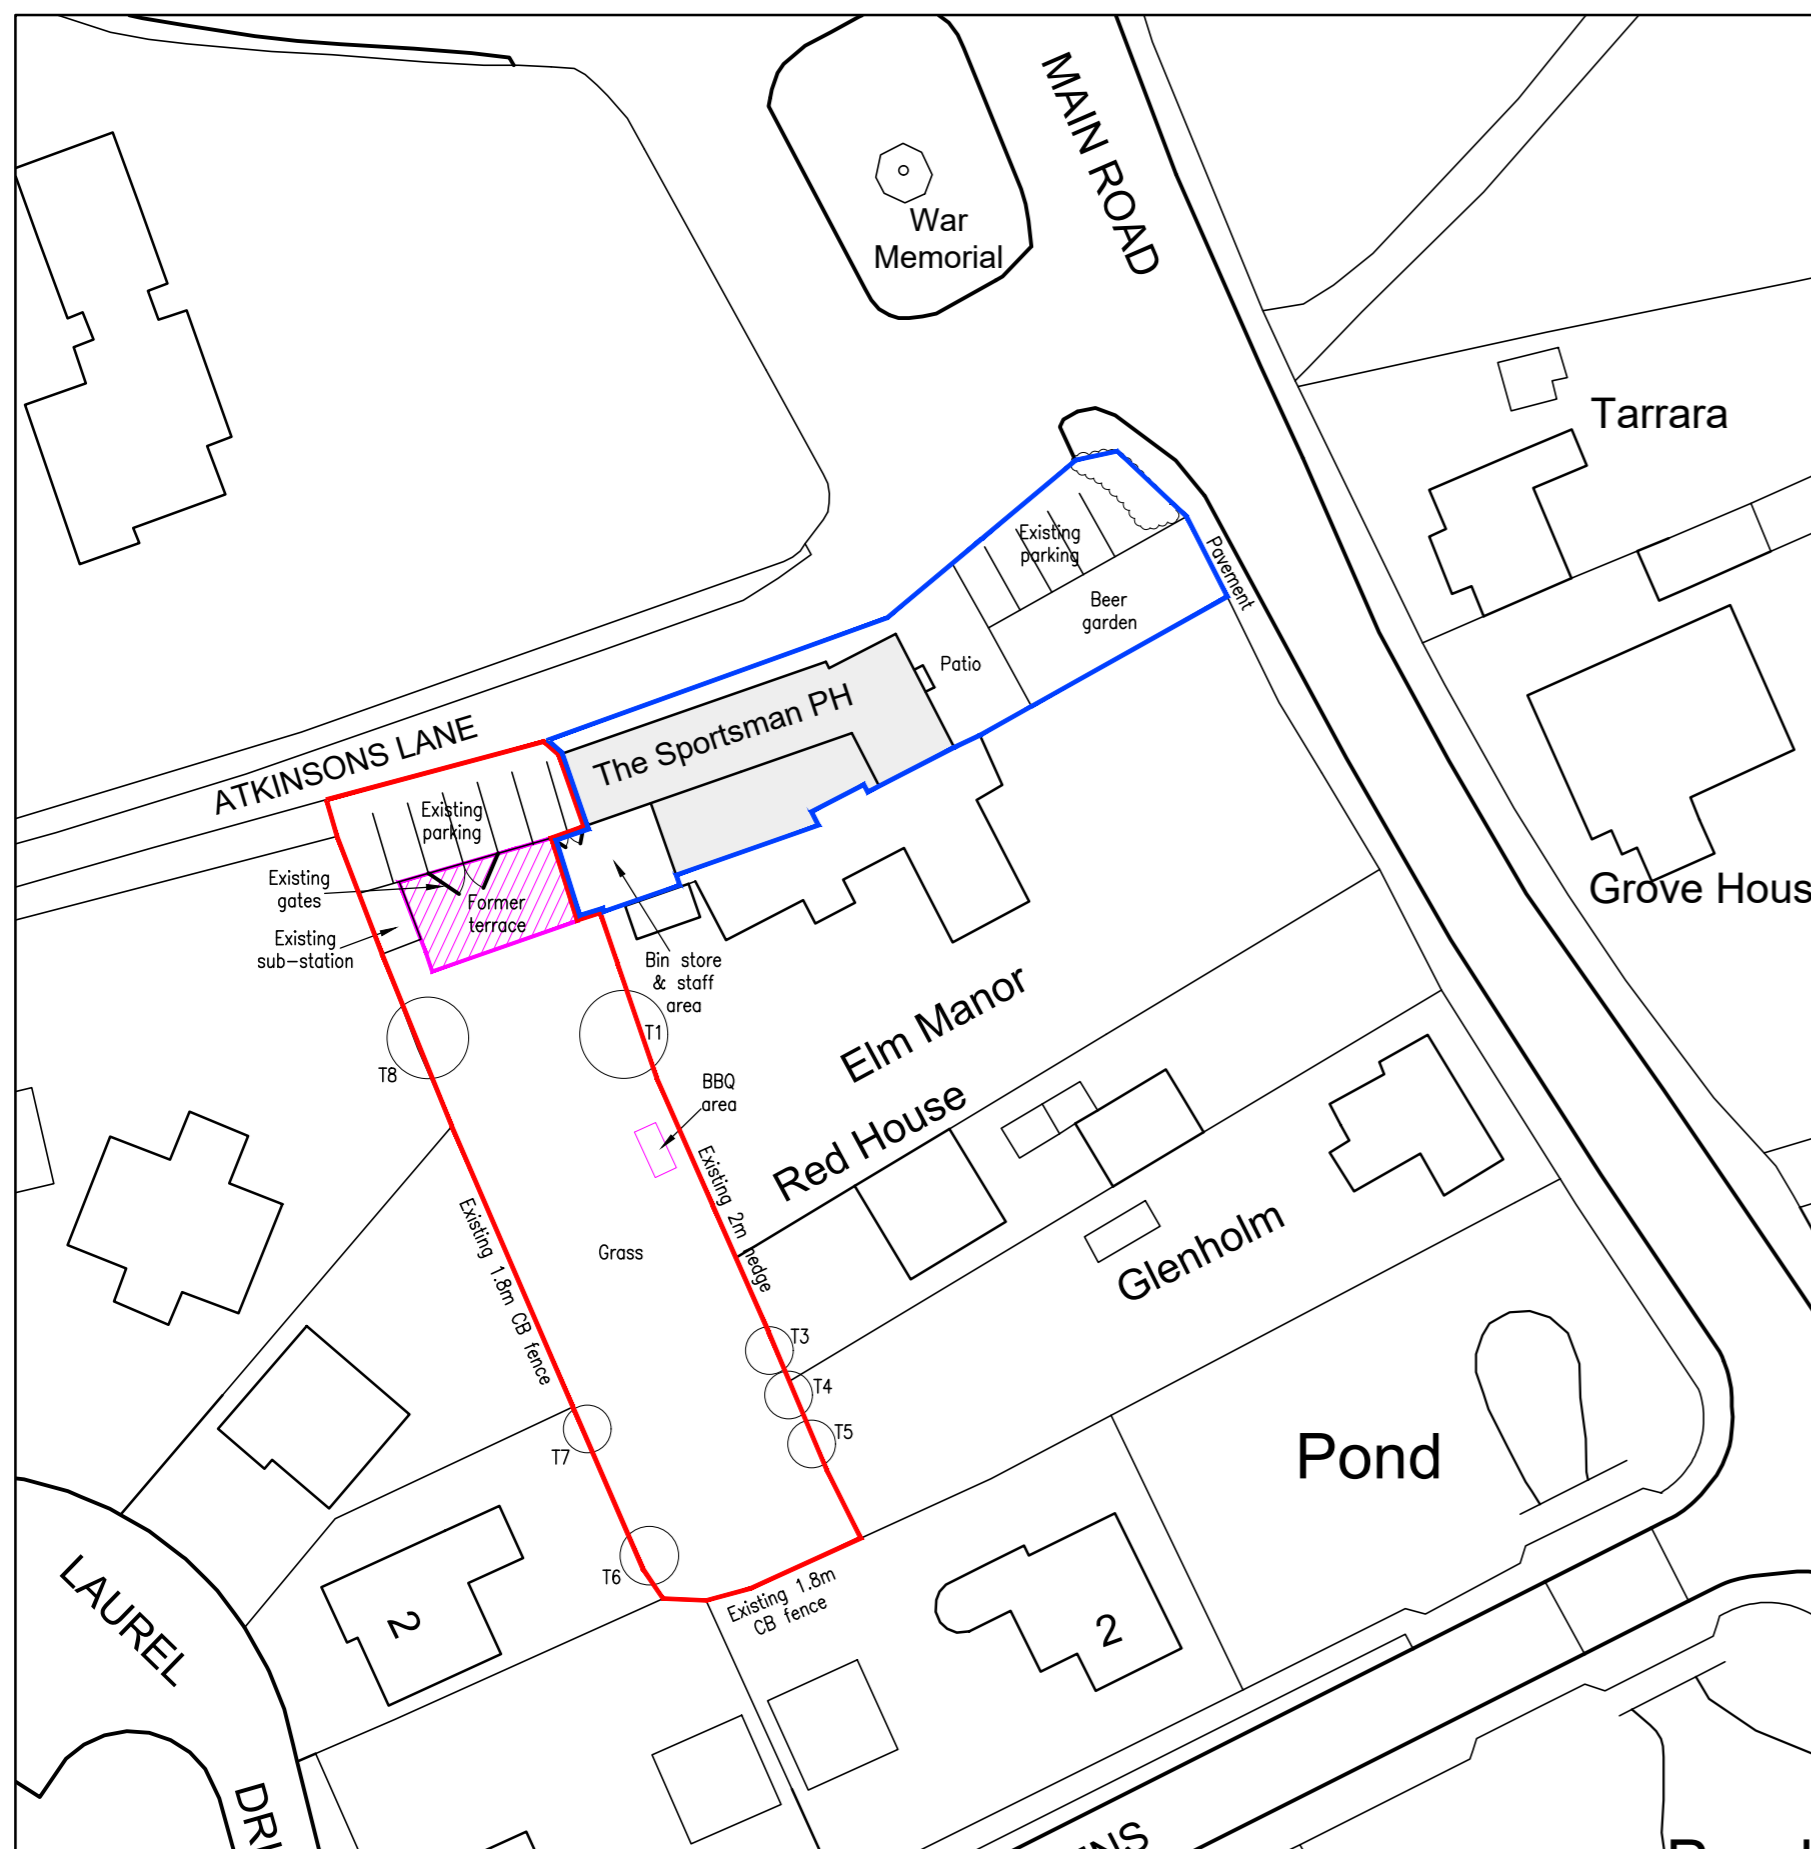 MAIN ROAD
War
Memorial
Tarrara
Existing
parking
Pavement
Beer
garden
Patio
The Sportsman PH
ATKINSONS LANE
Existing
parking
Existing
gates
Former
terrace
Grove Hous
Existing
sub-station
Bin store
& staff
area
Elm Manor
T1
T8
BBQ
area
Red House
Existing 2m hedge
Existing 1.8m CB fence
Grass
Glenholm
T3
T4
T5
T7
Pond
T6
Existing 1.8m
CB fence
LAUREL
2
2